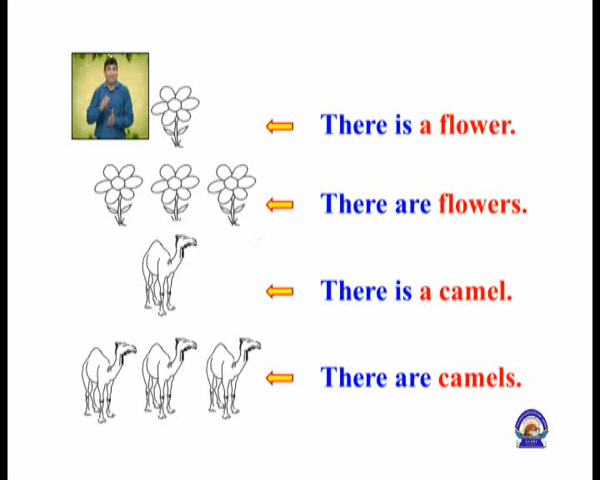 There is a flower.
There are flowers.
There is a camel.
There are camels.